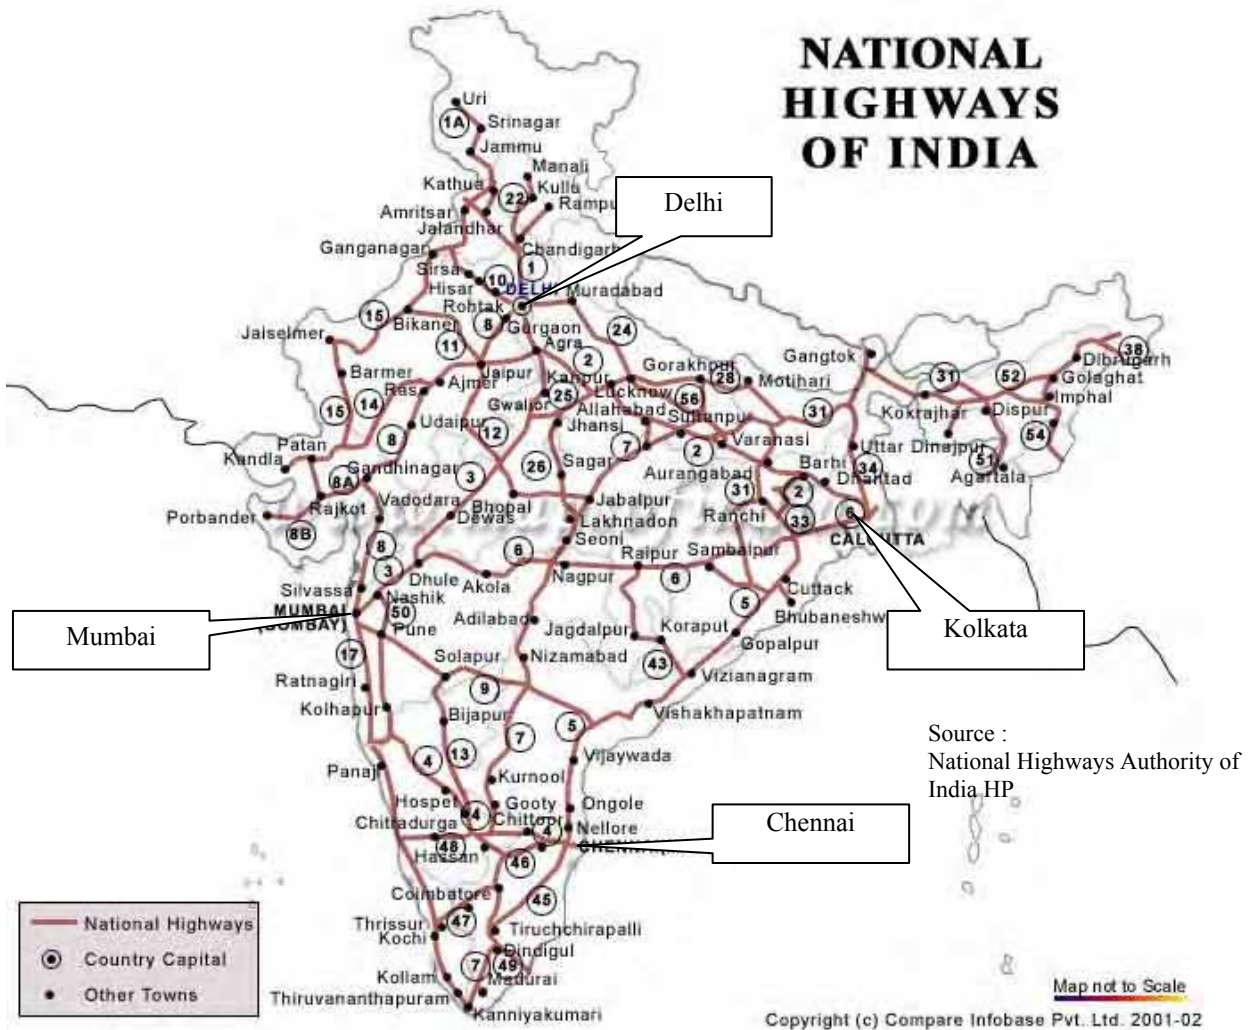 NATIONAL
HIGHWAYS
OF INDIA
Uri
1A
Srinagar
Jammu
Manali
Kathua
22
Kullu
Rampu
Delhi
Amritsar
Jalandhar
Chandigarh
Ganganagar
1
Sirsa
10
Hisar
DELHI
Muradabad
Rohtak
15
Bikaner
8
Gurgaon
24
Jaiselmer
11
Agra
2
Gorakhpur
Gangtok
38
Dibrugarh
Barmer
Jaipur
Kanpur
28
Motihari
31
52
Golaghat
Ras
Ajmer
Gwalior
25
Lucknow
56
Kokrajhar
Dispur
Imphal
15
14
Allahabad
Sultanpur
31
Udaipur
12
Jhansi
7
2
Varanasi
Uttar Dinajpur
54
Patan
8
Kandla
Gandhinagar
3
26
Sagar
Aurangabad
Barhi
34
51
Agartala
8A
Dhanbad
Vadodara
Bhopal
Jabalpur
31
2
Rajkot
Dewas
Ranchi
6
Porbander
Lakhnadon
33
8B
Seoni
CALCUTTA
8
6
Raipur
Sambalpur
3
Dhule
Akola
Nagpur
6
Silvassa
Nashik
5
Cuttack
MUMBAI
(BOMBAY)
50
Adilabad
Bhubaneshw
Mumbai
Pune
Jagdalpur
Koraput
Kolkata
17
Solapur
Nizamabad
43
Gopalpur
Ratnagiri
9
Vizianagram
Kolhapur
Bijapur
Vishakhapatnam
5
7
4
13
Vijaywada
Source :
National Highways Authority of
India HP
Panaji
Kurnool
Hospet
Gooty
Ongole
4
Chittoor
Chennai
Chitradurga
4
Nellore
48
Hassan
46
Coimbatore
45
National Highways
Thrissur
47
Tiruchchirapalli
Kochi
Country Capital
Dindigul
7
49
Kollam
Madurai
Other Towns
Thiruvananthapuram
Kanniyakumari
Map not to Scale
Copyright (c) Compare Infobase Pvt. Ltd. 2001-02